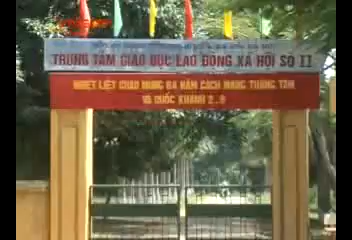 TRUNG TÂM GIÁO DỤC LAO ĐỘNG XÃ HỘI SỐ II
NHIỆT LIỆT CHÀO MỪNG 63 NĂM CÁCH MẠNG THÁNG TÁM
VÀ QUỐC KHÁNH 2.9